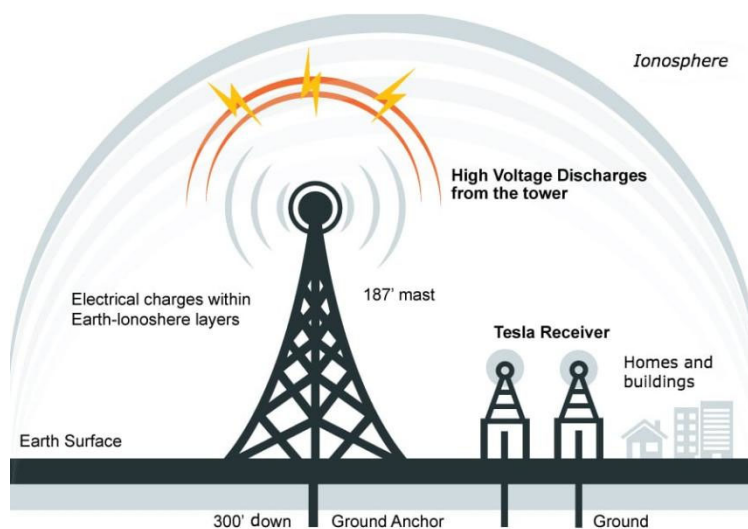 Ionosphere
High Voltage Discharges
from the tower
Electrical charges within
Earth-Ionoshere layers
187' mast
Tesla Receiver
Homes and
buildings
Earth Surface
300' down
Ground Anchor
Ground